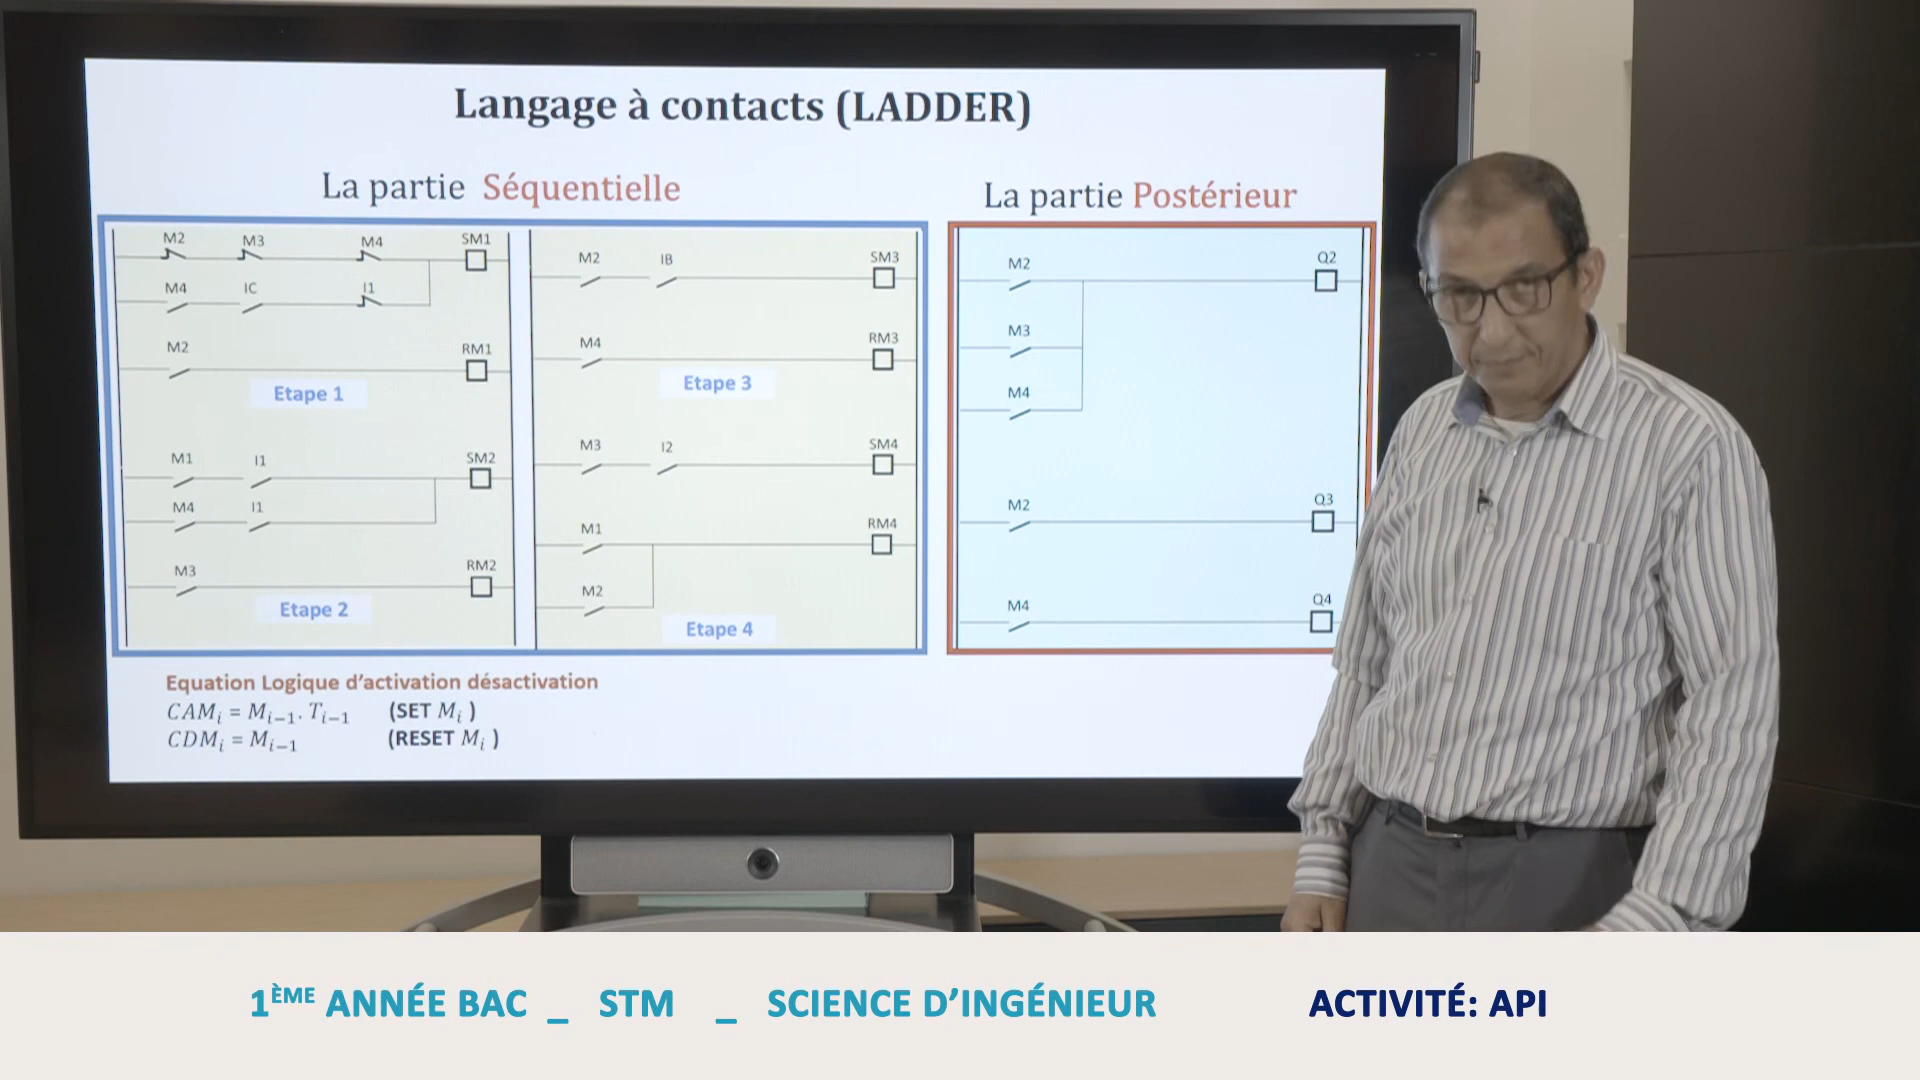 Langage à contacts (LADDER)
La partie Séquentielle
La partie Postérieur
M2 M3 M4 SM1
M4 IC I1
M2 RM1
Etape 1
M1 I1 SM2
M4 I1
M3 RM2
Etape 2
M2 IB SM3
M4 RM3
Etape 3
M3 I2 SM4
M1 RM4
M2
Etape 4
M2 Q2
M3
M4
M2 Q3
M4 Q4
Equation Logique d’activation désactivation
CAMi = Mi−1. Ti−1 (SET Mi )
CDMi = Mi−1 (RESET Mi )
1ÈME ANNÉE BAC _ STM _ SCIENCE D’INGÉNIEUR ACTIVITÉ: API